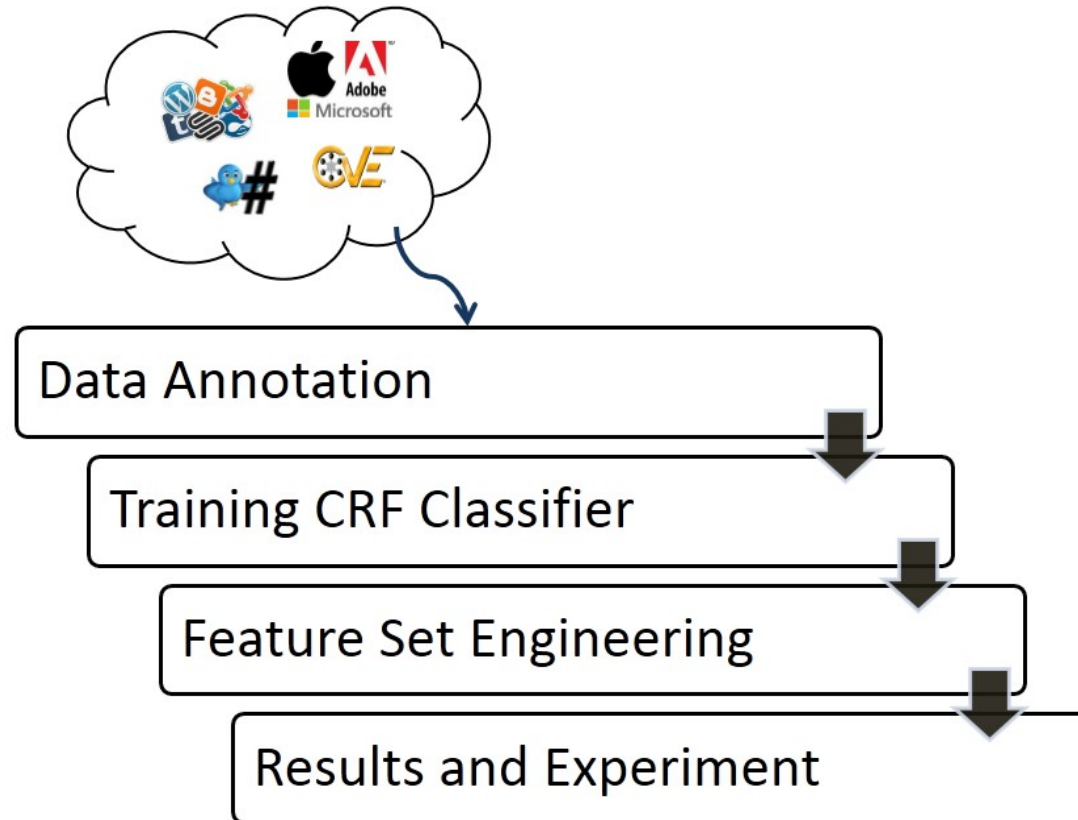 Adobe
Microsoft
#
CVE
Data Annotation
Training CRF Classifier
Feature Set Engineering
Results and Experiment